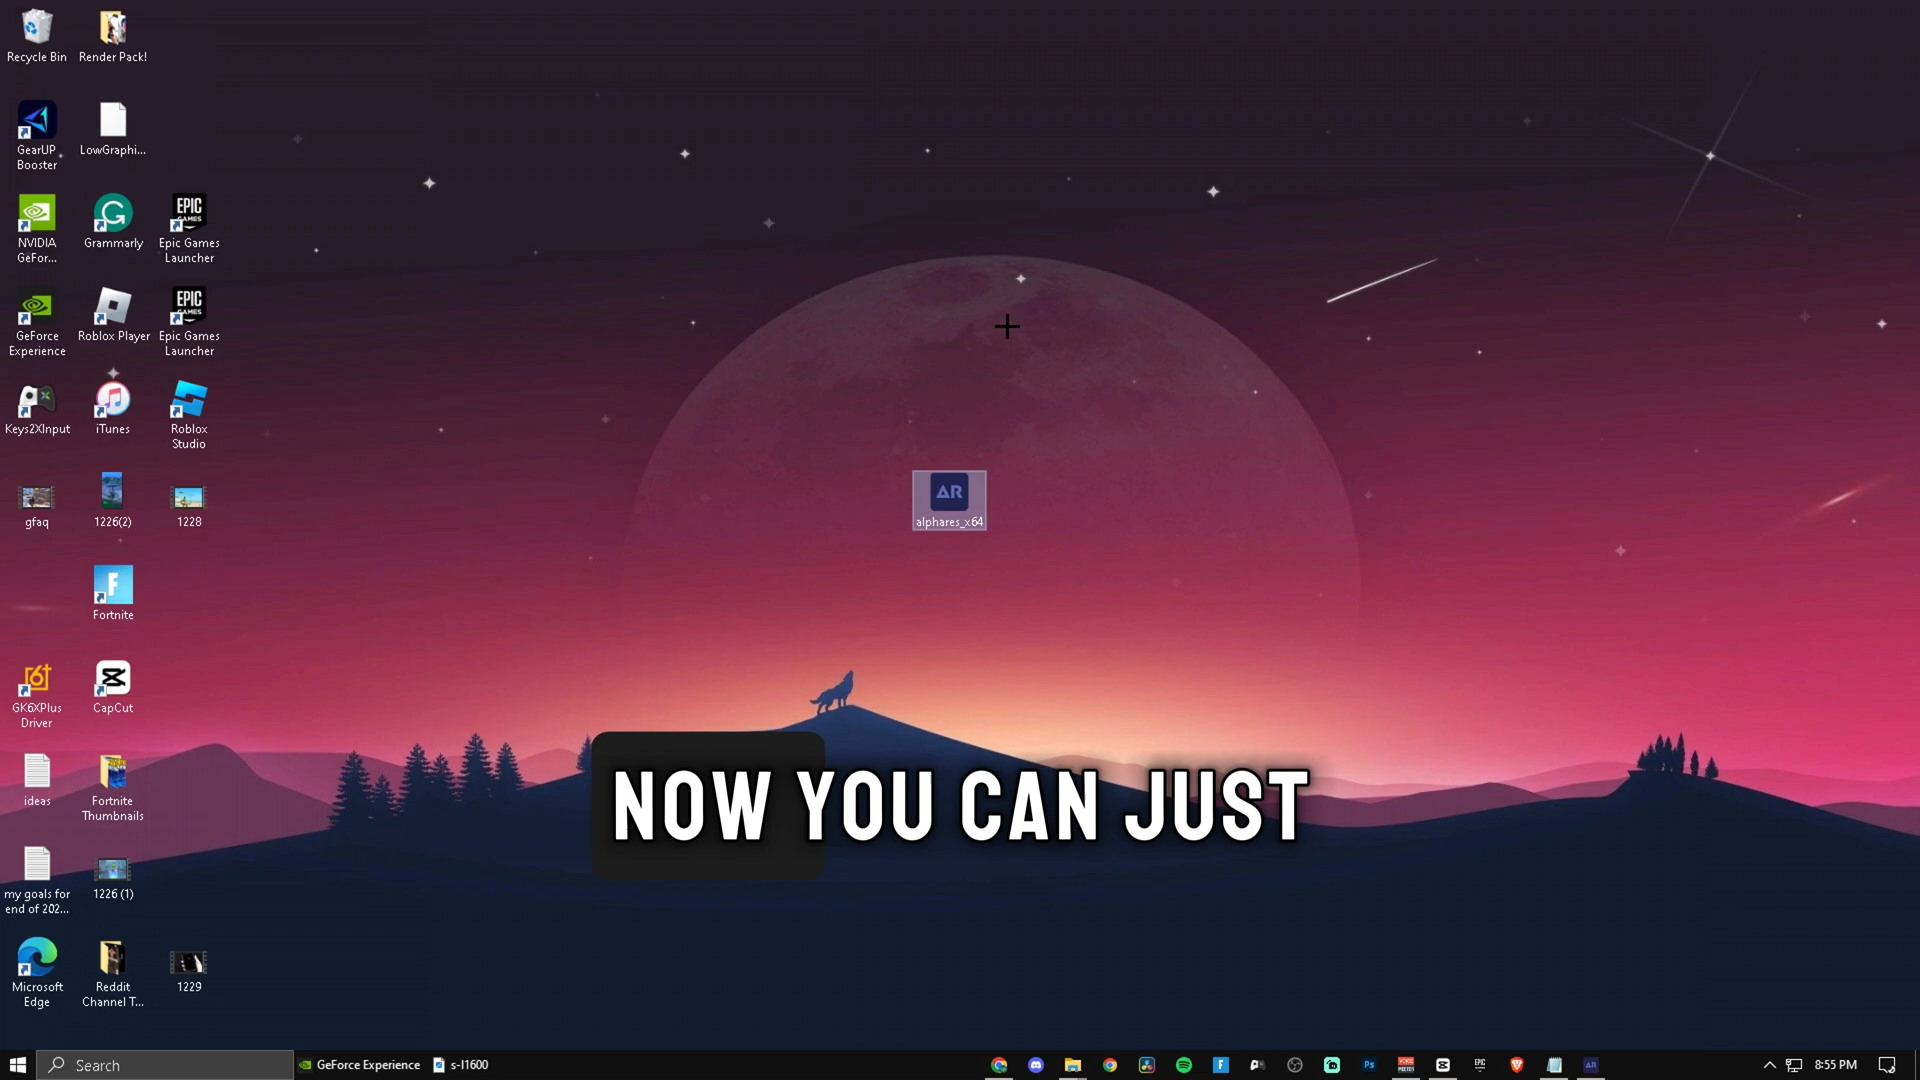 Recycle Bin
Render Pack!
GearUP
Booster
LowGraphi...
NVIDIA
GeFor...
Grammarly
EPIC
GAMES
Epic Games
Launcher
GeForce
Experience
Roblox Player
EPIC
GAMES
Epic Games
Launcher
Keys2XInput
iTunes
Roblox
Studio
gfaq
1226(2)
1228
AR
alphares_x64
F
Fortnite
GK6XPlus
Driver
CapCut
ideas
Fortnite
Thumbnails
NOW YOU CAN JUST
my goals for
end of 202...
1226 (1)
Microsoft
Edge
Reddit
Channel T...
1229
Search
GeForce Experience
s-l1600
F
Ps
EPIC
AR
8:55 PM